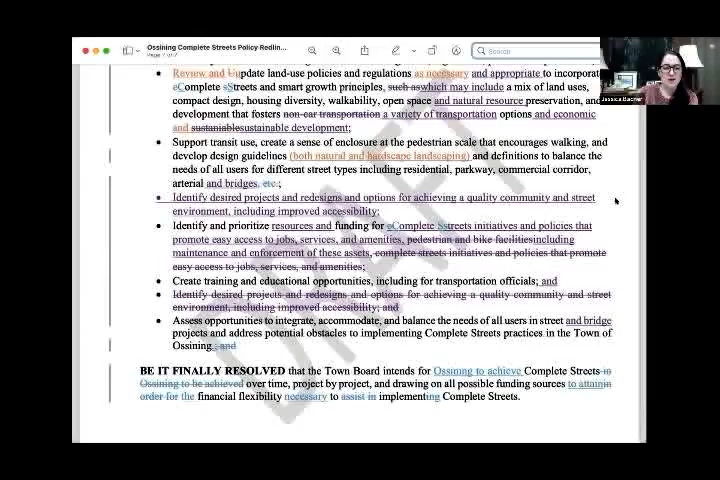 Ossining Complete Streets Policy Redlin...
Page 2 of 2
Search
Jessica Bacher
Review and Uupdate land-use policies and regulations as necessary and appropriate to incorporate
eComplete sStreets and smart growth principles, such aswhich may include a mix of land uses,
compact design, housing diversity, walkability, open space and natural resource preservation, and
development that fosters non-car transportation a variety of transportation options and economic
and sustaniablesustainable development;
• Support transit use, create a sense of enclosure at the pedestrian scale that encourages walking, and
develop design guidelines (both natural and hardscape landscaping) and definitions to balance the
needs of all users for different street types including residential, parkway, commercial corridor,
arterial and bridges, etc.;
• Identify desired projects and redesigns and options for achieving a quality community and street
environment, including improved accessibility;
• Identify and prioritize resources and funding for eComplete Sstreets initiatives and policies that
promote easy access to jobs, services, and amenities, pedestrian and bike facilitiesincluding
maintenance and enforcement of these assets, complete streets initiatives and policies that promote
easy access to jobs, services, and amenities;
• Create training and educational opportunities, including for transportation officials; and
• Identify desired projects and redesigns and options for achieving a quality community and street
environment, including improved accessibility; and
• Assess opportunities to integrate, accommodate, and balance the needs of all users in street and bridge
projects and address potential obstacles to implementing Complete Streets practices in the Town of
Ossining.; and
BE IT FINALLY RESOLVED that the Town Board intends for Ossining to achieve Complete Streets in
Ossining to be achieved over time, project by project, and drawing on all possible funding sources to attainin
order for the financial flexibility necessary to assist in implementing Complete Streets.
DRAFT